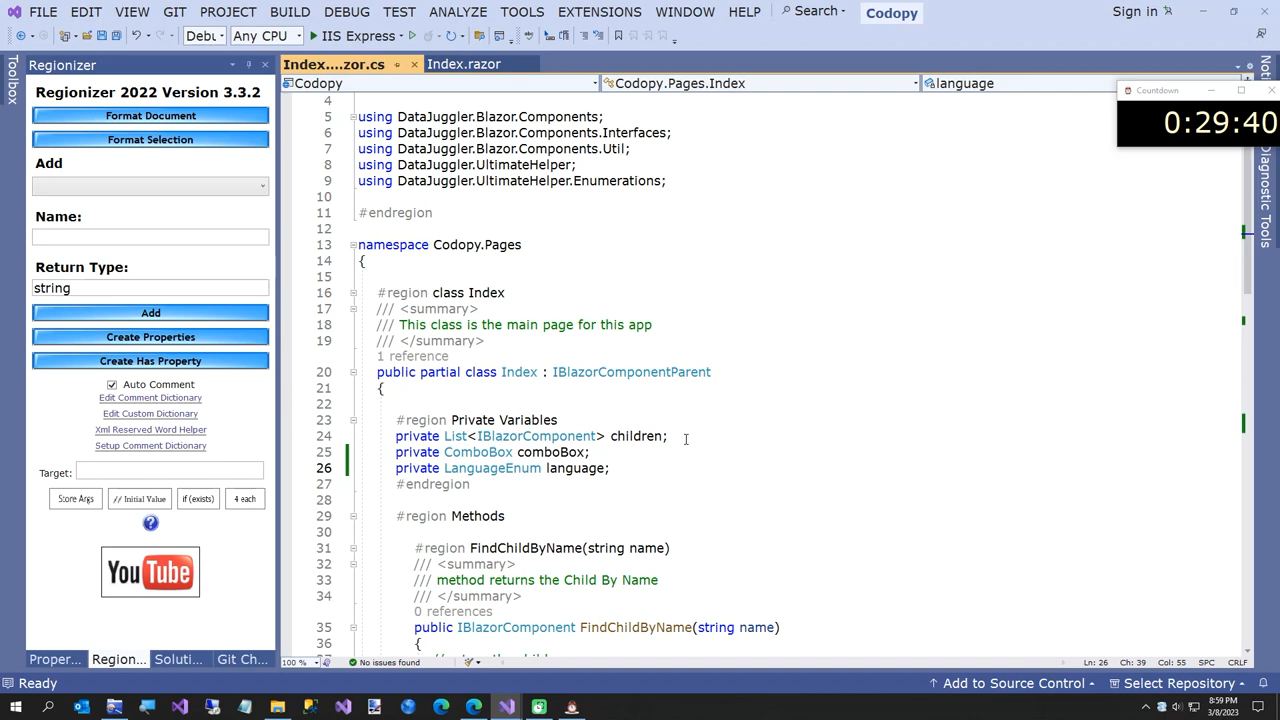 FILE EDIT VIEW GIT PROJECT BUILD DEBUG TEST ANALYZE TOOLS EXTENSIONS WINDOW HELP Search Codopy Sign in
Debu Any CPU IIS Express
Toolbox
Regionizer
Regionizer 2022 Version 3.3.2
Format Document
Format Selection
Add
Name:
Return Type:
string
Add
Create Properties
Create Has Property
Auto Comment
Edit Comment Dictionary
Edit Custom Dictionary
Xml Reserved Word Helper
Setup Comment Dictionary
Target:
Store Args // Initial Value if (exists) 4 each
?
YouTube
Proper... Region... Soluti... Git Ch...
Index....zor.cs Index.razor
Codopy Codopy.Pages.Index language
4
5 using DataJuggler.Blazor.Components;
6 using DataJuggler.Blazor.Components.Interfaces;
7 using DataJuggler.Blazor.Components.Util;
8 using DataJuggler.UltimateHelper;
9 using DataJuggler.UltimateHelper.Enumerations;
10
11 #endregion
12
13 namespace Codopy.Pages
14 {
15
16 #region class Index
17 /// <summary>
18 /// This class is the main page for this app
19 /// </summary>
1 reference
20 public partial class Index : IBlazorComponentParent
21 {
22
23 #region Private Variables
24 private List<IBlazorComponent> children;
25 private ComboBox comboBox;
26 private LanguageEnum language;
27 #endregion
28
29 #region Methods
30
31 #region FindChildByName(string name)
32 /// <summary>
33 /// method returns the Child By Name
34 /// </summary>
0 references
35 public IBlazorComponent FindChildByName(string name)
36 {
100 % No issues found Ln: 26 Ch: 39 Col: 55 SPC CRLF
Countdown
0:29:40
Noti
Diagnostic Tools
Ready Add to Source Control Select Repository
8:59 PM
3/8/2023